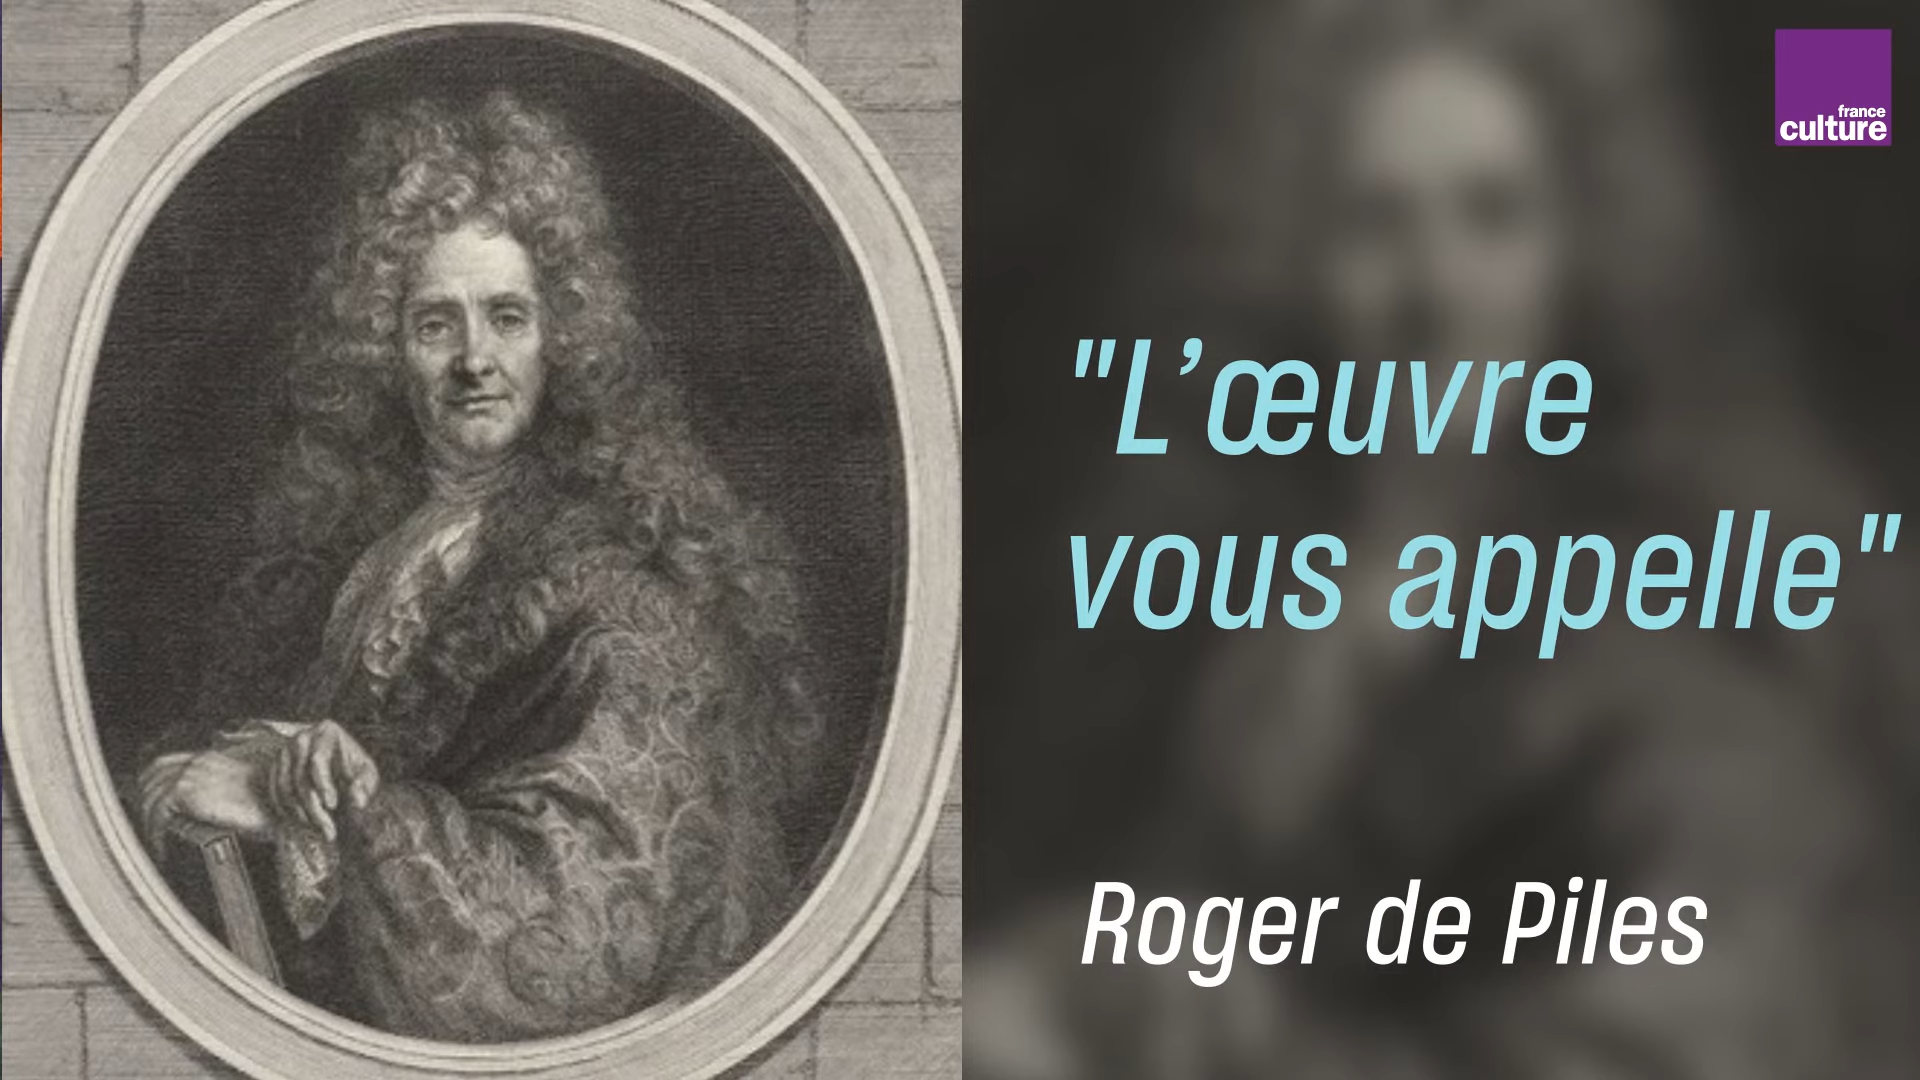 france
culture
"L’œuvre
vous appelle"
Roger de Piles